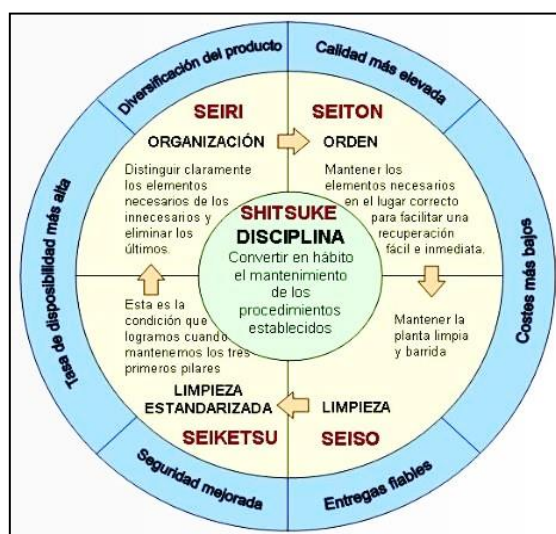 Diversificación del producto
Calidad más elevada
Costes más bajos
Entregas fiables
Seguridad mejorada
Tasa de disposibilidad más alta
SEIRI
ORGANIZACIÓN
Distinguir claramente
los elementos
necesarios de los
innecesarios y
eliminar los
últimos.
SEITON
ORDEN
Mantener los
elementos necesarios
en el lugar correcto
para facilitar una
recuperación
fácil e inmediata.
SHITSUKE
DISCIPLINA
Convertir en hábito
el mantenimiento
de los
procedimientos
establecidos
Mantener la
planta limpia
y barrida
LIMPIEZA
SEISO
Esta es la
condición que
logramos cuando
mantenemos los tres
primeros pilares
LIMPIEZA
ESTANDARIZADA
SEIKETSU